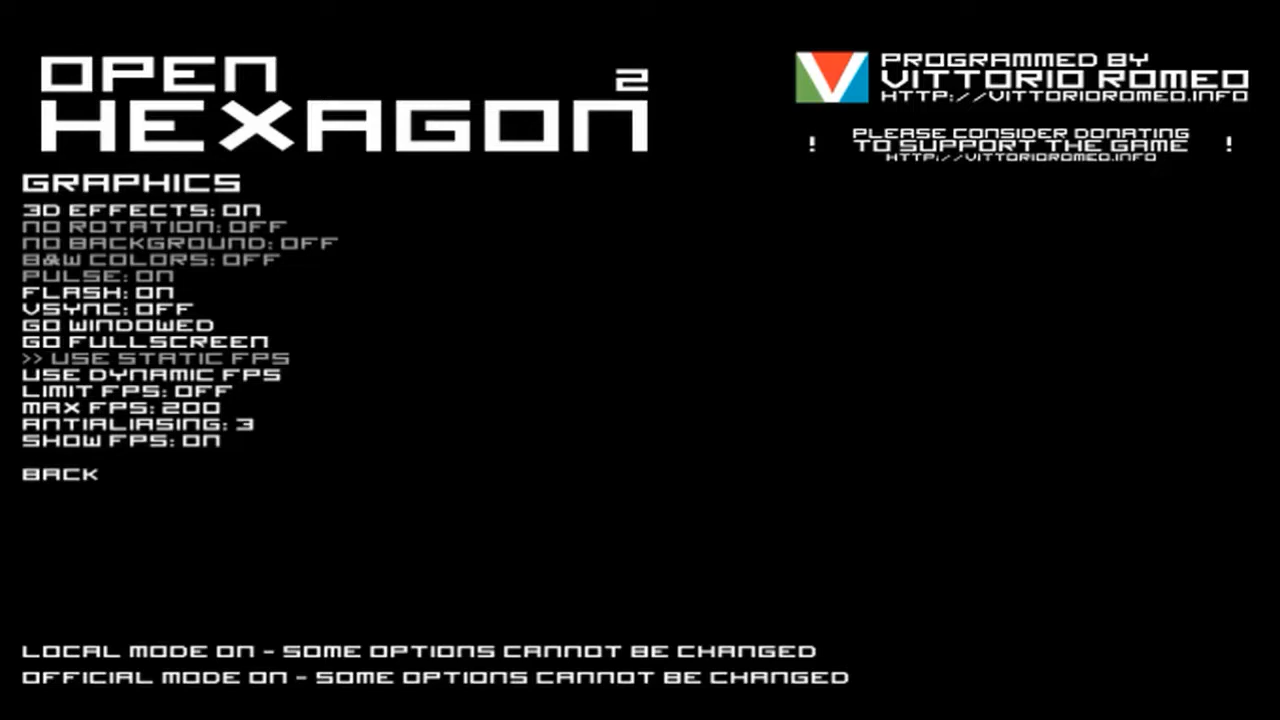 OPEN
HEXAGON 2
PROGRAMMED BY
VITTORIO ROMEO
HTTP://VITTORIOROMEO.INFO
! PLEASE CONSIDER DONATING !
TO SUPPORT THE GAME
HTTP://VITTORIOROMEO.INFO
GRAPHICS
3D EFFECTS: ON
NO ROTATION: OFF
NO BACKGROUND: OFF
B&W COLORS: OFF
PULSE: ON
FLASH: ON
VSYNC: OFF
GO WINDOWED
GO FULLSCREEN
>> USE STATIC FPS
USE DYNAMIC FPS
LIMIT FPS: OFF
MAX FPS: 200
ANTIALIASING: 3
SHOW FPS: ON
BACK
LOCAL MODE ON - SOME OPTIONS CANNOT BE CHANGED
OFFICIAL MODE ON - SOME OPTIONS CANNOT BE CHANGED